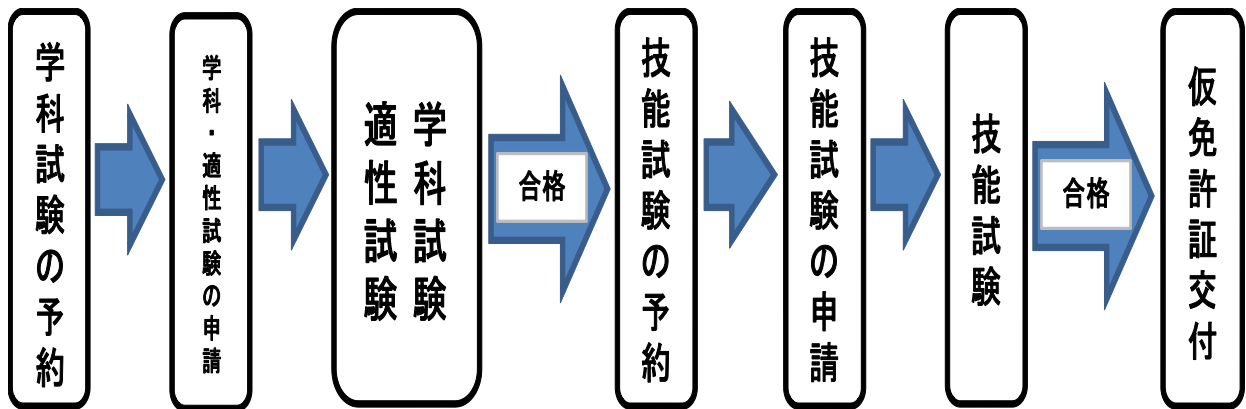 学科試験の予約
学科・適性試験の申請
学科試験
適性試験
合格
技能試験の予約
技能試験の申請
技能試験
合格
仮免許証交付